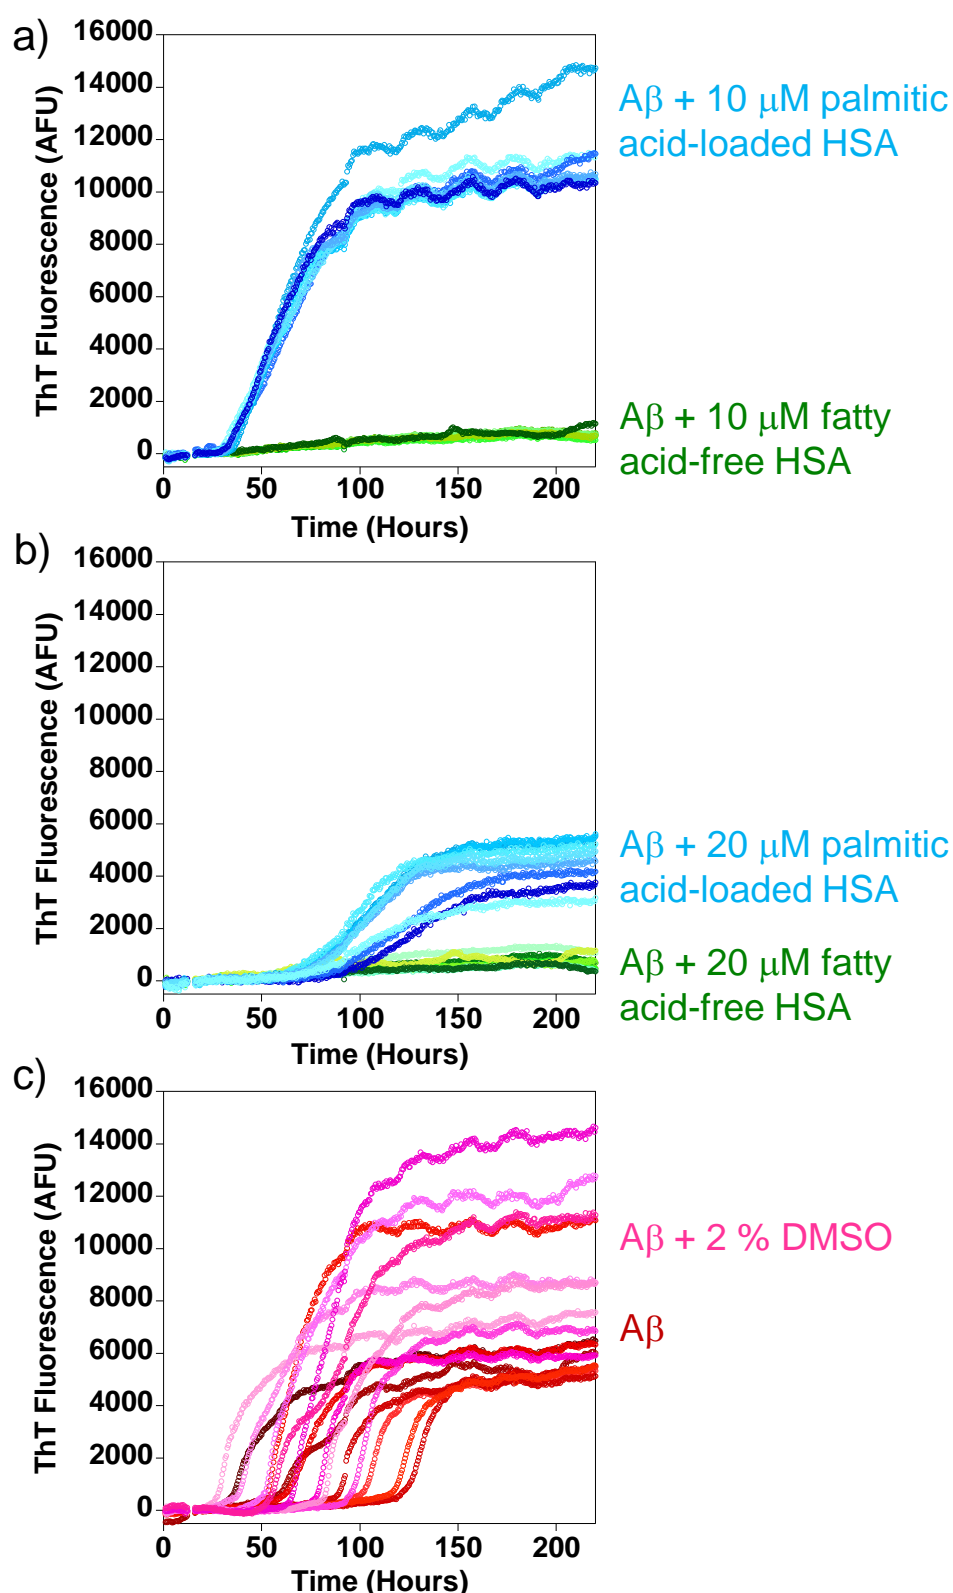 a)
16000
14000
12000
10000
8000
6000
4000
2000
0
ThT Fluorescence (AFU)
0 50 100 150 200
Time (Hours)
Aβ + 10 μM palmitic
acid-loaded HSA
Aβ + 10 μM fatty
acid-free HSA
b)
16000
14000
12000
10000
8000
6000
4000
2000
0
ThT Fluorescence (AFU)
0 50 100 150 200
Time (Hours)
Aβ + 20 μM palmitic
acid-loaded HSA
Aβ + 20 μM fatty
acid-free HSA
c)
16000
14000
12000
10000
8000
6000
4000
2000
0
ThT Fluorescence (AFU)
0 50 100 150 200
Time (Hours)
Aβ + 2 % DMSO
Aβ